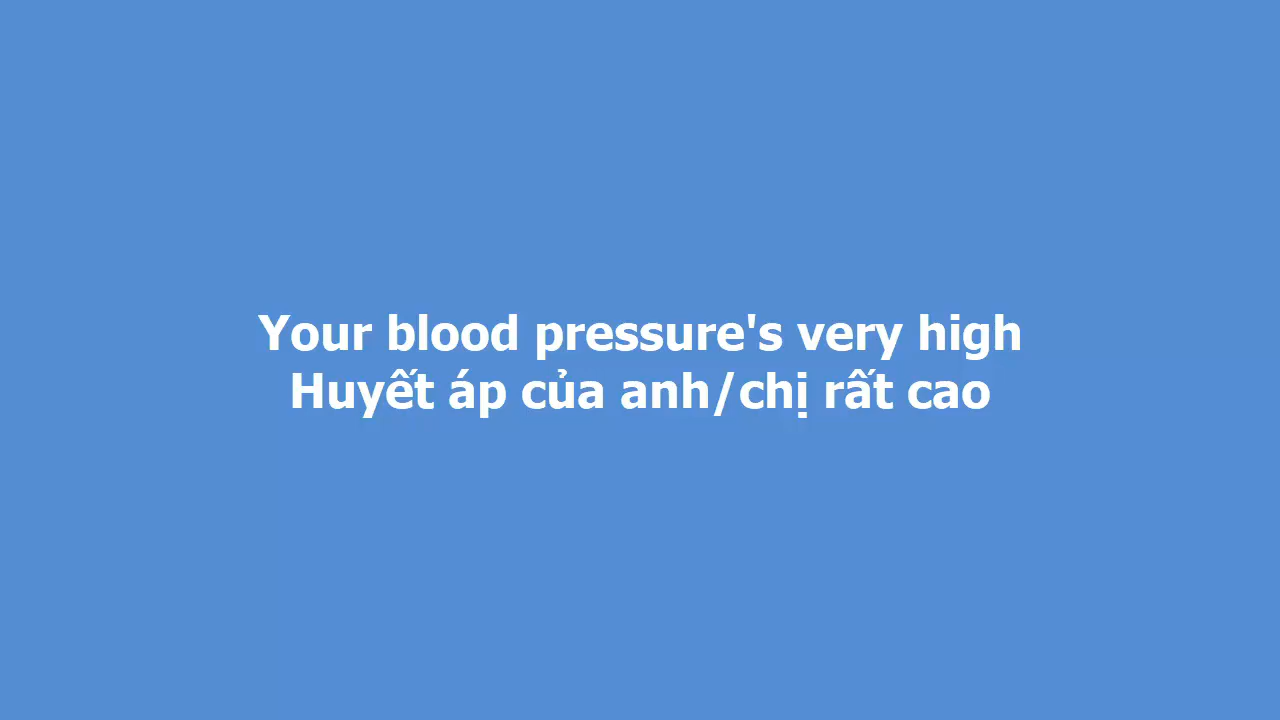 Your blood pressure's very high
Huyết áp của anh/chị rất cao